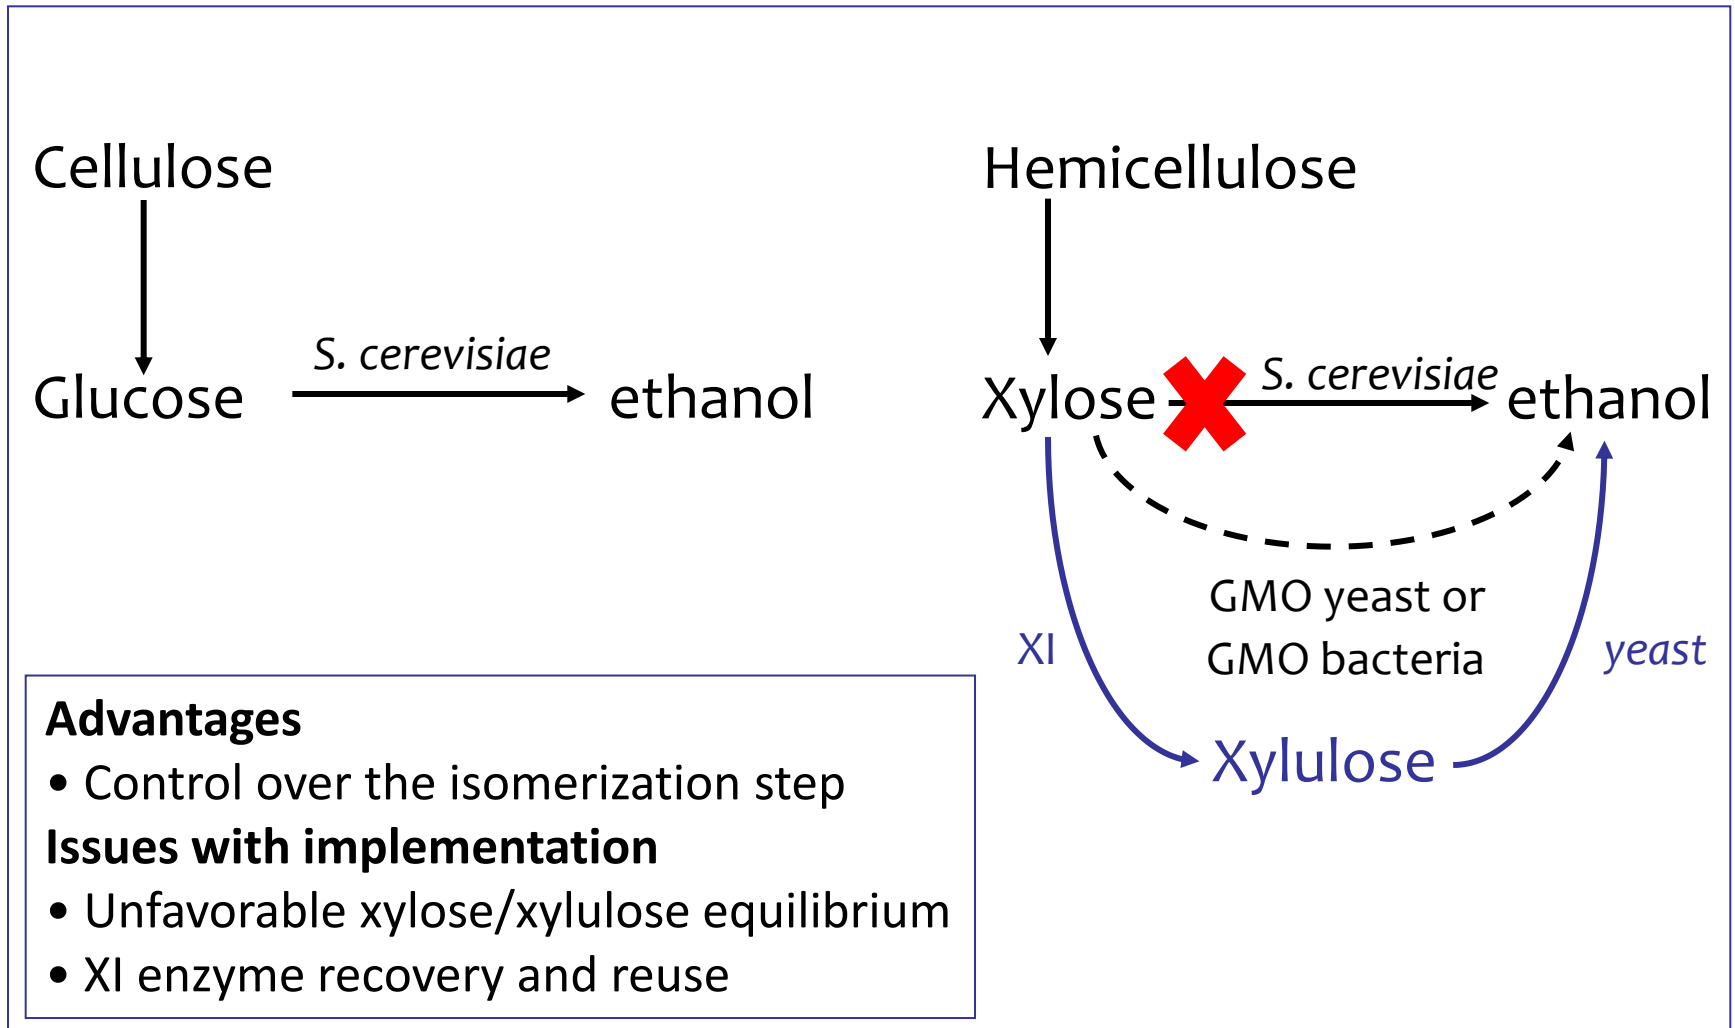 Cellulose
Glucose
S. cerevisiae
ethanol
Hemicellulose
Xylose
S. cerevisiae
ethanol
GMO yeast or
GMO bacteria
XI
yeast
Xylulose
Advantages
• Control over the isomerization step
Issues with implementation
• Unfavorable xylose/xylulose equilibrium
• XI enzyme recovery and reuse